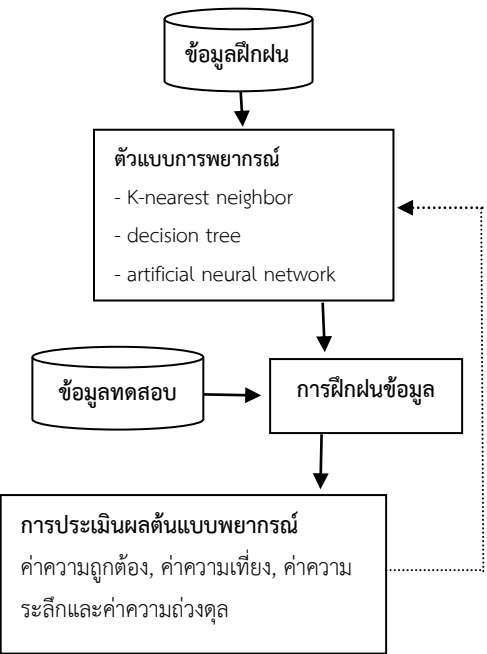 ข้อมูลฝึกฝน
ตัวแบบการพยากรณ์
- K-nearest neighbor
- decision tree
- artificial neural network
ข้อมูลทดสอบ
การฝึกฝนข้อมูล
การประเมินผลต้นแบบพยากรณ์
ค่าความถูกต้อง, ค่าความเที่ยง, ค่าความ
ระลึกและค่าความถ่วงดุล